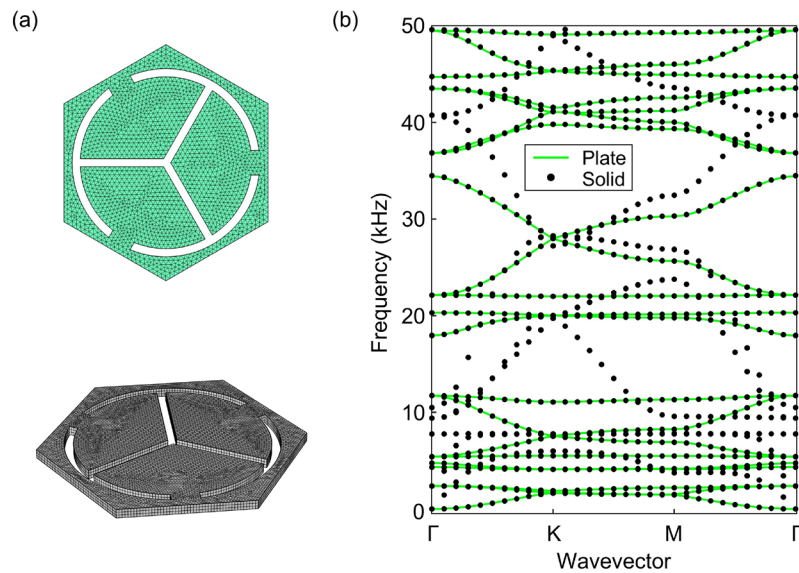 (a)
(b)
50
40
30
20
10
0
Frequency (kHz)
Plate
Solid
Γ K M Γ
Wavevector